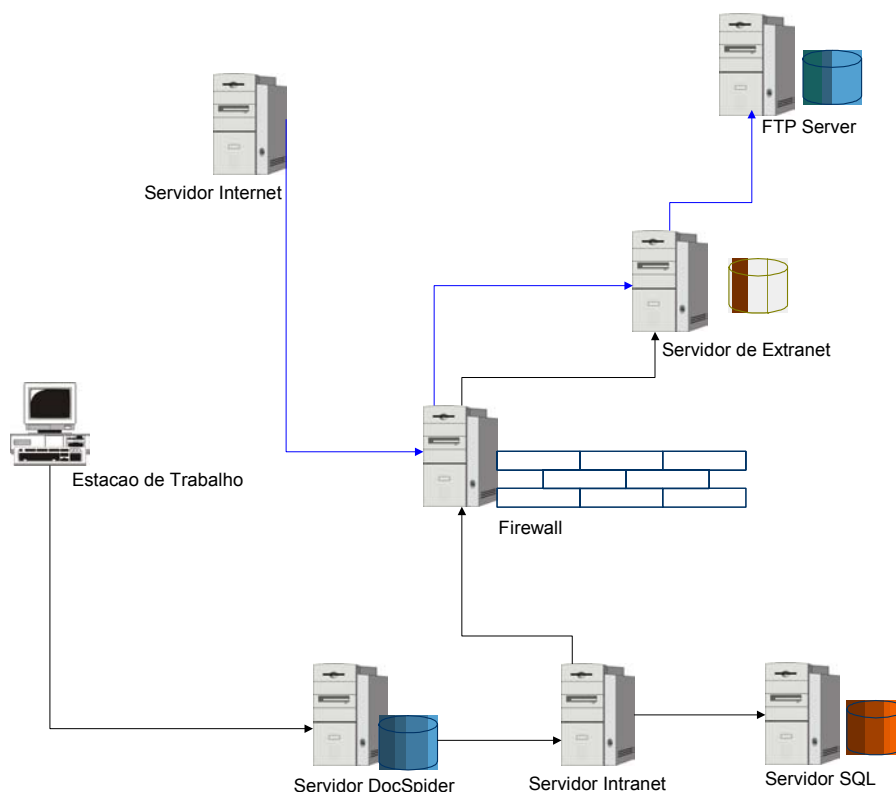 FTP Server
Servidor Internet
Servidor de Extranet
Estacao de Trabalho
Firewall
Servidor DocSpider
Servidor Intranet
Servidor SQL